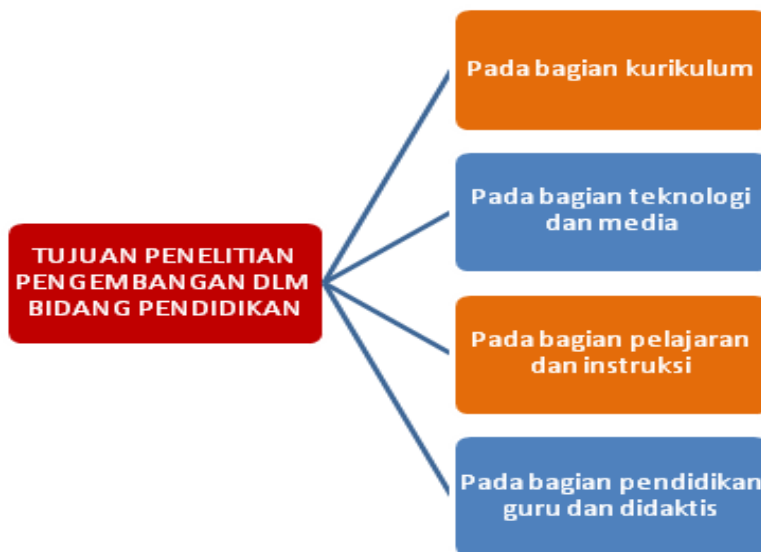 TUJUAN PENELITIAN
PENGEMBANGAN DLM
BIDANG PENDIDIKAN
Pada bagian kurikulum
Pada bagian teknologi
dan media
Pada bagian pelajaran
dan instruksi
Pada bagian pendidikan
guru dan didaktis